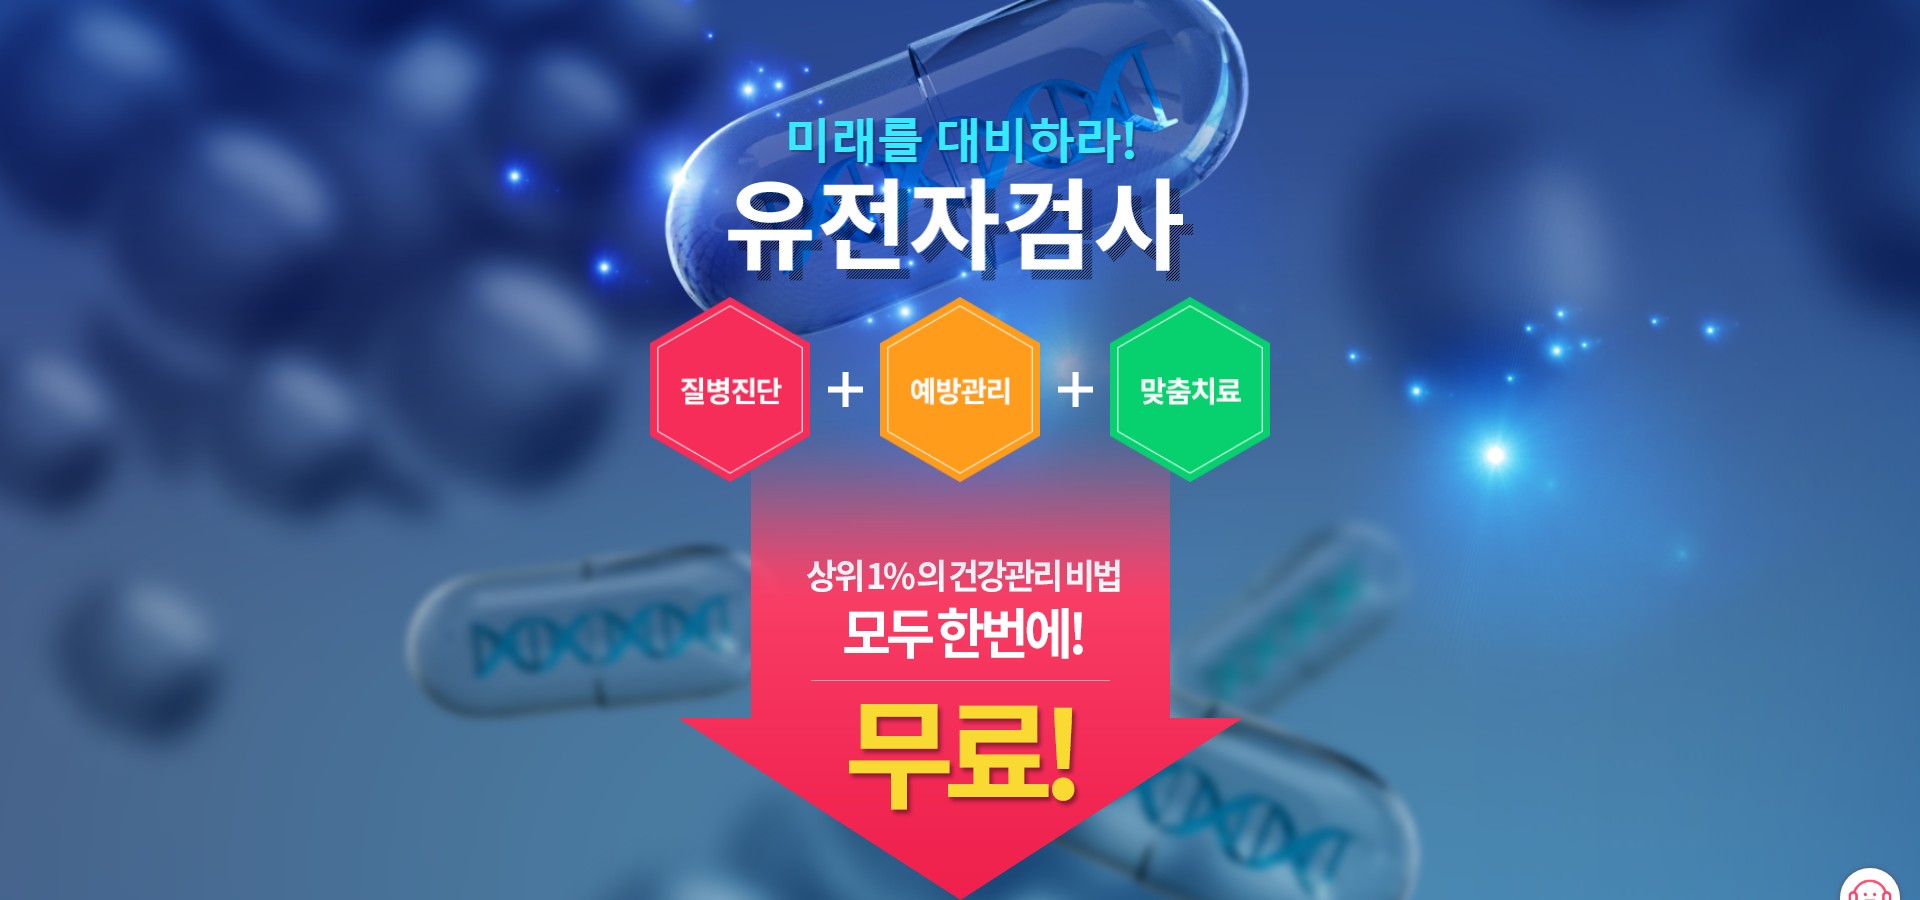 미래를 대비하라!
유전자검사
질병진단 + 예방관리 + 맞춤치료
상위 1%의 건강관리 비법
모두 한번에!
무료!